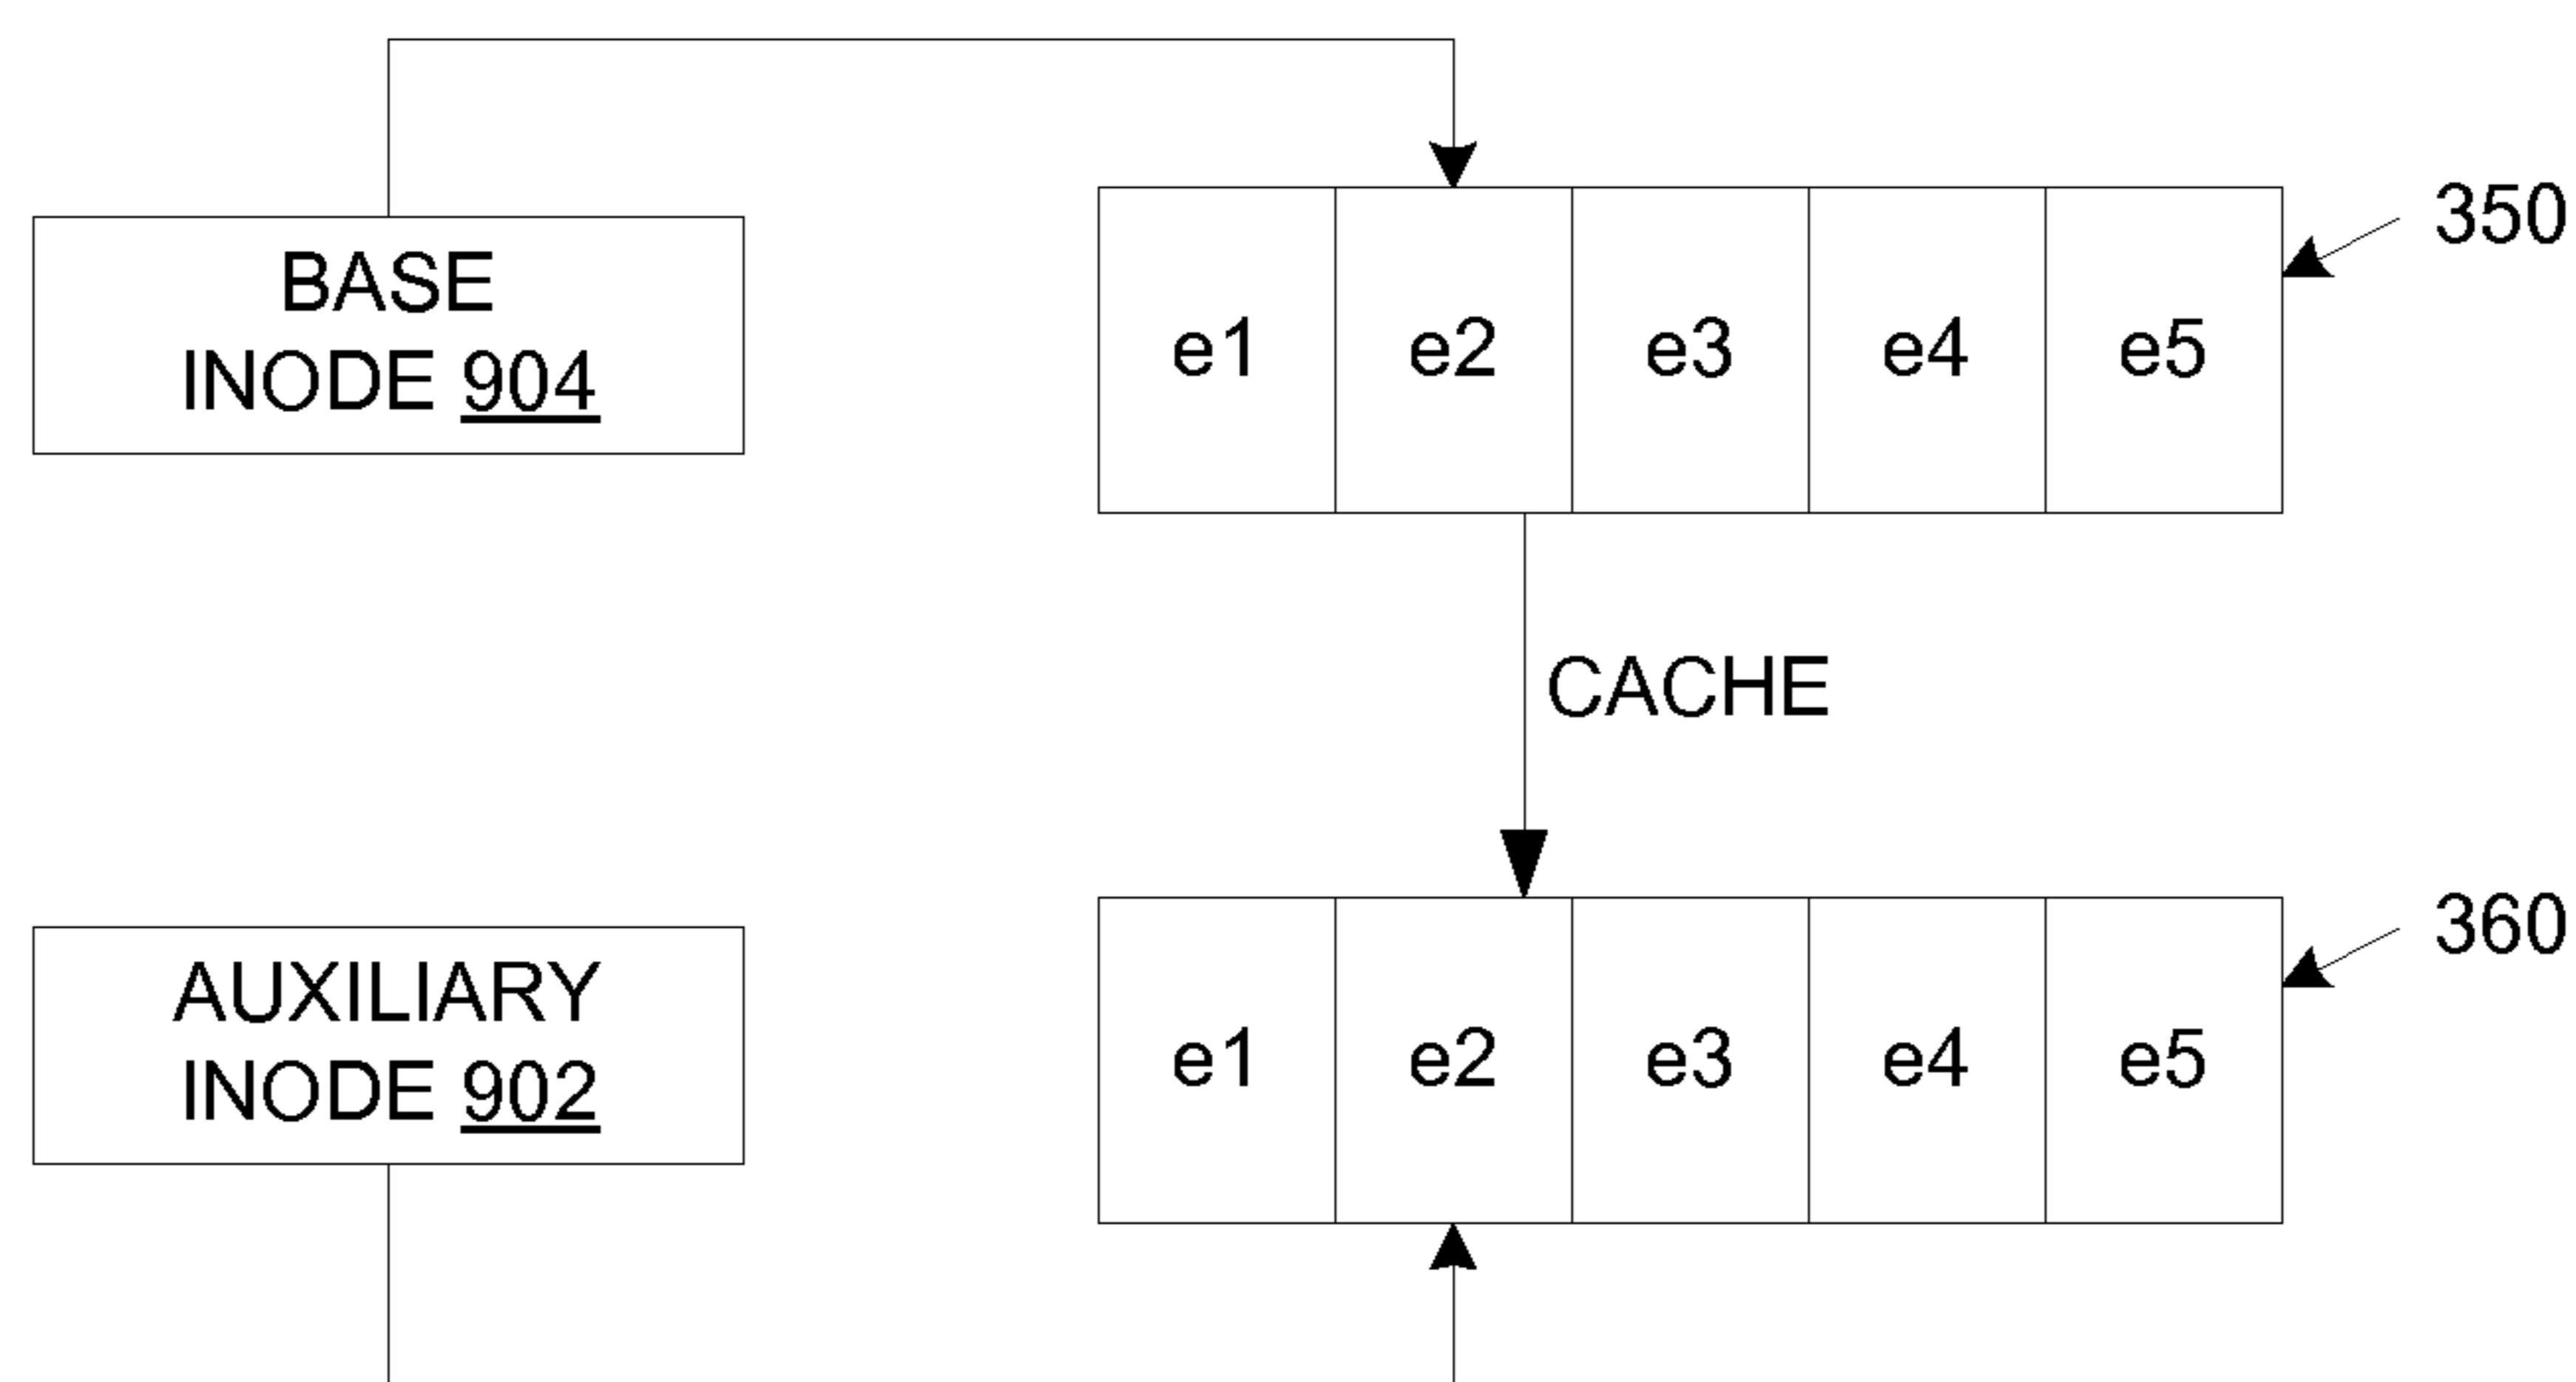 350
BASE
INODE 904
e1 e2 e3 e4 e5
CACHE
360
AUXILIARY
INODE 902
e1 e2 e3 e4 e5